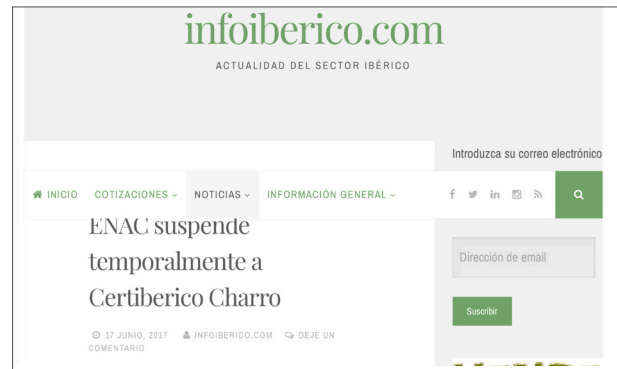 infoiberico.com
ACTUALIDAD DEL SECTOR IBÉRICO
Introduzca su correo electrónico
INICIO COTIZACIONES NOTICIAS INFORMACIÓN GENERAL
ENAC suspende
temporalmente a
Certiberico Charro
Dirección de email
Suscribir
17 JUNIO, 2017 INFOIBERICO.COM DEJE UN
COMENTARIO